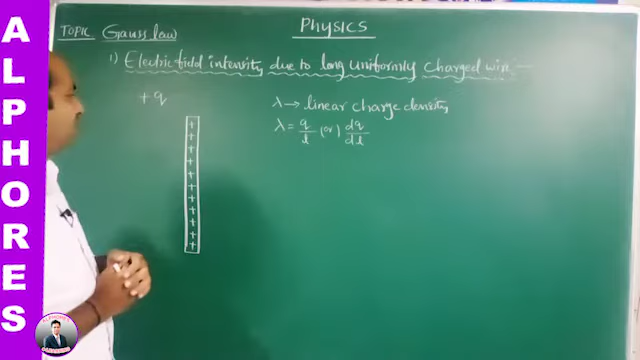 ALPHORES
Physics
TOPIC Gauss law
1) Electric field intensity due to long uniformly charged wire
+q
λ → linear charge density
λ = q/l (or) dq/dl
+
+
+
+
+
+
+
+
+
+
+